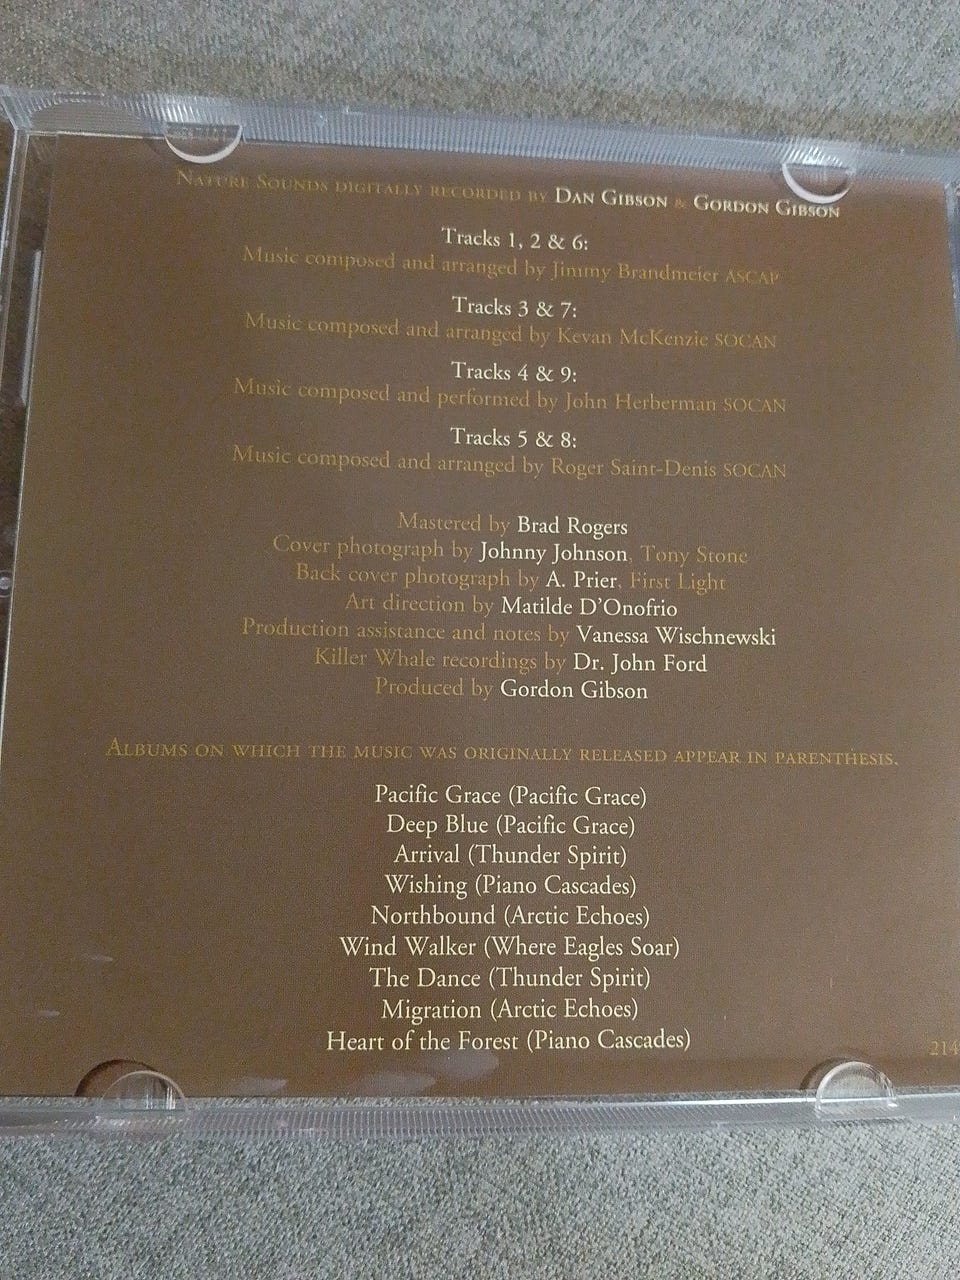 Nature Sounds digitally recorded by Dan Gibson & Gordon Gibson
Tracks 1, 2 & 6:
Music composed and arranged by Jimmy Brandmeier ASCAP
Tracks 3 & 7:
Music composed and arranged by Kevan McKenzie SOCAN
Tracks 4 & 9:
Music composed and performed by John Herberman SOCAN
Tracks 5 & 8:
Music composed and arranged by Roger Saint-Denis SOCAN
Mastered by Brad Rogers
Cover photograph by Johnny Johnson, Tony Stone
Back cover photograph by A. Prier, First Light
Art direction by Matilde D'Onofrio
Production assistance and notes by Vanessa Wischnewski
Killer Whale recordings by Dr. John Ford
Produced by Gordon Gibson
Albums on which the music was originally released appear in parenthesis.
Pacific Grace (Pacific Grace)
Deep Blue (Pacific Grace)
Arrival (Thunder Spirit)
Wishing (Piano Cascades)
Northbound (Arctic Echoes)
Wind Walker (Where Eagles Soar)
The Dance (Thunder Spirit)
Migration (Arctic Echoes)
Heart of the Forest (Piano Cascades)